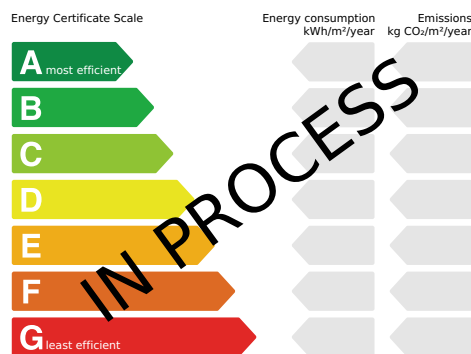 Energy Certificate Scale
Energy consumption
kWh/m²/year
Emissions
kg CO₂/m²/year
A most efficient
B
C
D
E
F
G least efficient
IN PROCESS